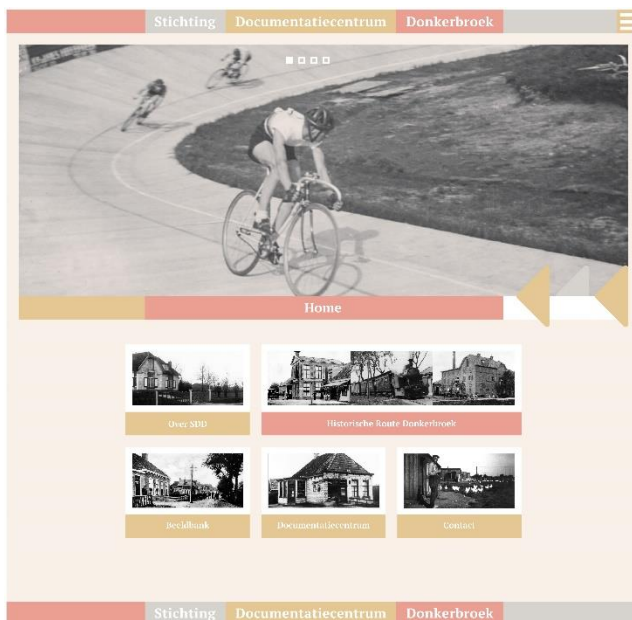 Stichting Documentatiecentrum Donkerbroek
Home
Over SDD
Historische Route Donkerbroek
Beeldbank
Documentatiecentrum
Contact
Stichting Documentatiecentrum Donkerbroek